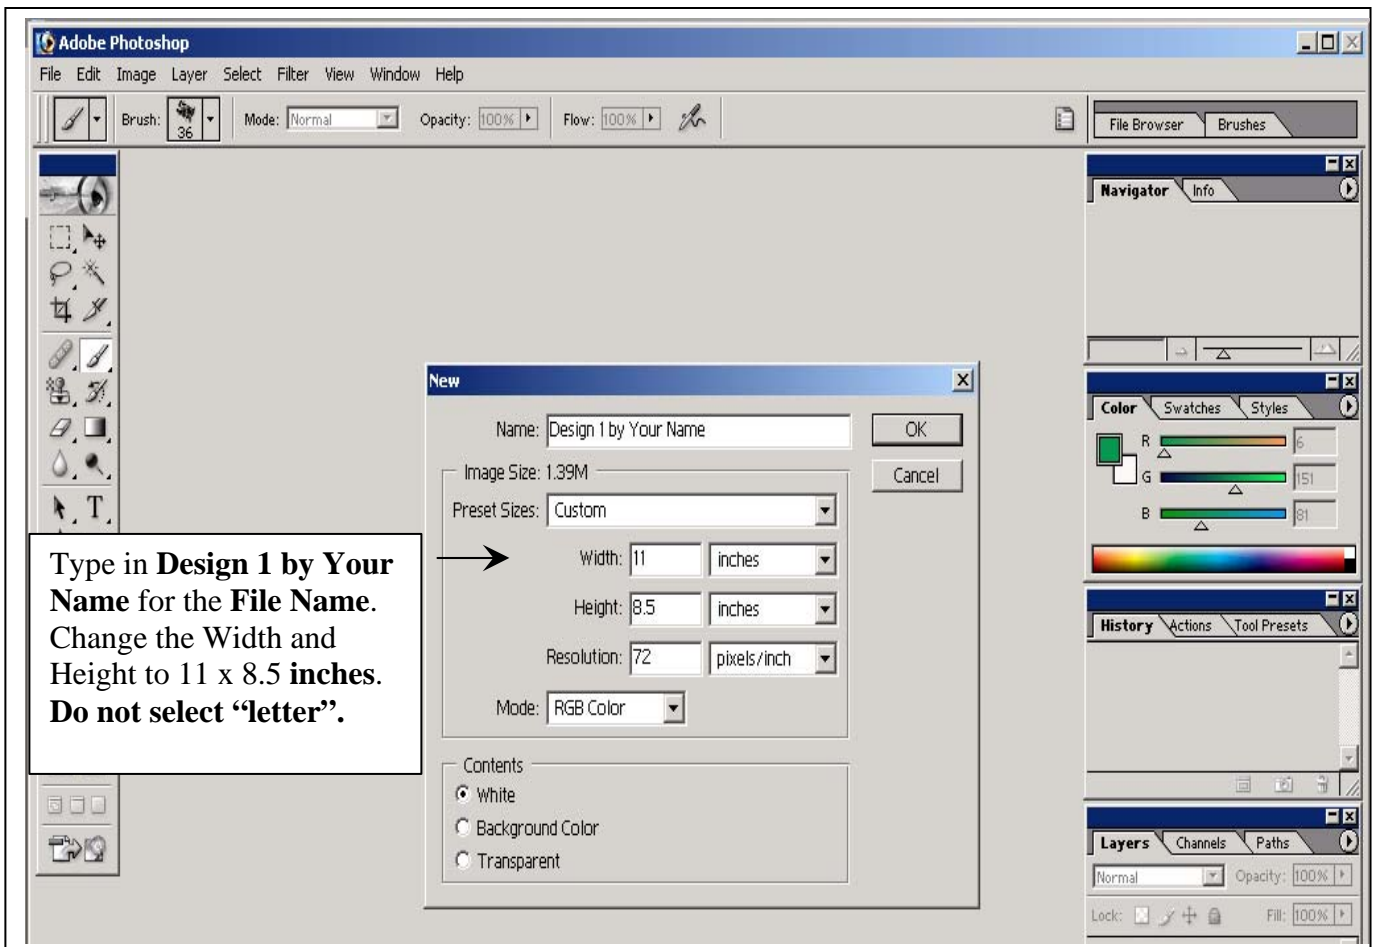 Adobe Photoshop
File Edit Image Layer Select Filter View Window Help
Brush: 36 Mode: Normal Opacity: 100% Flow: 100% File Browser Brushes
Navigator Info
New
Name: Design 1 by Your Name OK
Image Size: 1.39M Cancel
Preset Sizes: Custom
Width: 11 inches
Height: 8.5 inches
Resolution: 72 pixels/inch
Mode: RGB Color
Contents
White
Background Color
Transparent
T
Type in Design 1 by Your
Name for the File Name.
Change the Width and
Height to 11 x 8.5 inches.
Do not select “letter”.
Color Swatches Styles
R 6
G 151
B 81
History Actions Tool Presets
Layers Channels Paths
Normal Opacity: 100%
Lock: Fill: 100%